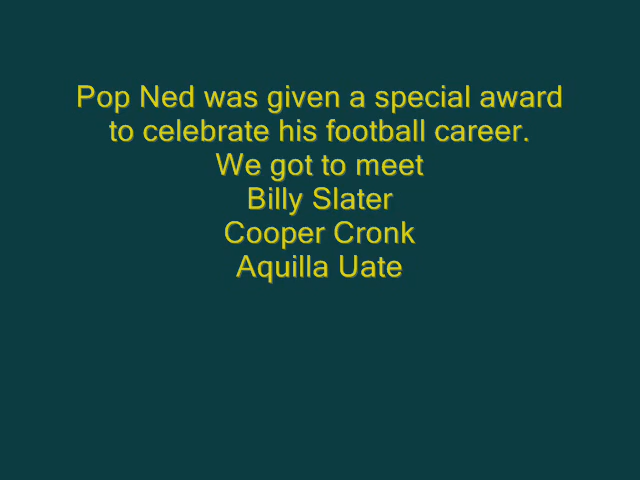 Pop Ned was given a special award
to celebrate his football career.
We got to meet
Billy Slater
Cooper Cronk
Aquilla Uate